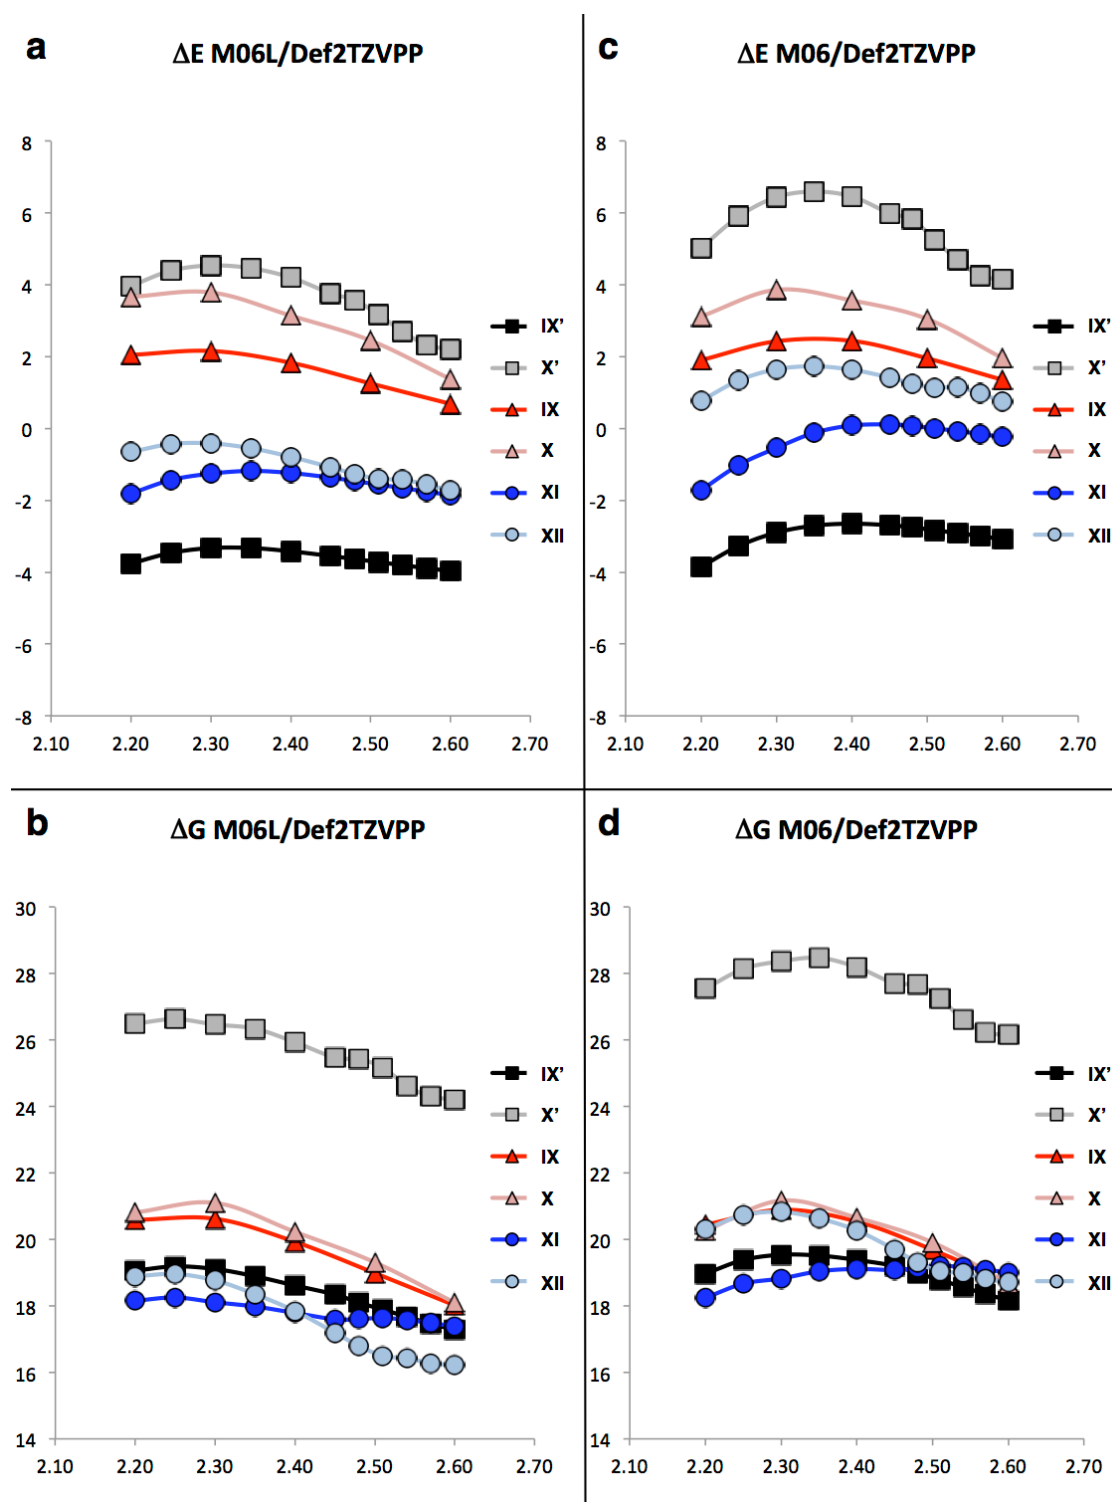 a
ΔE M06L/Def2TZVPP
8
6
4
2
0
-2
-4
-6
-8
2.10 2.20 2.30 2.40 2.50 2.60 2.70
IX’
X’
IX
X
XI
XII
c
ΔE M06/Def2TZVPP
8
6
4
2
0
-2
-4
-6
-8
2.10 2.20 2.30 2.40 2.50 2.60 2.70
IX’
X’
IX
X
XI
XII
b
ΔG M06L/Def2TZVPP
30
28
26
24
22
20
18
16
14
2.10 2.20 2.30 2.40 2.50 2.60 2.70
IX’
X’
IX
X
XI
XII
d
ΔG M06/Def2TZVPP
30
28
26
24
22
20
18
16
14
2.10 2.20 2.30 2.40 2.50 2.60 2.70
IX’
X’
IX
X
XI
XII